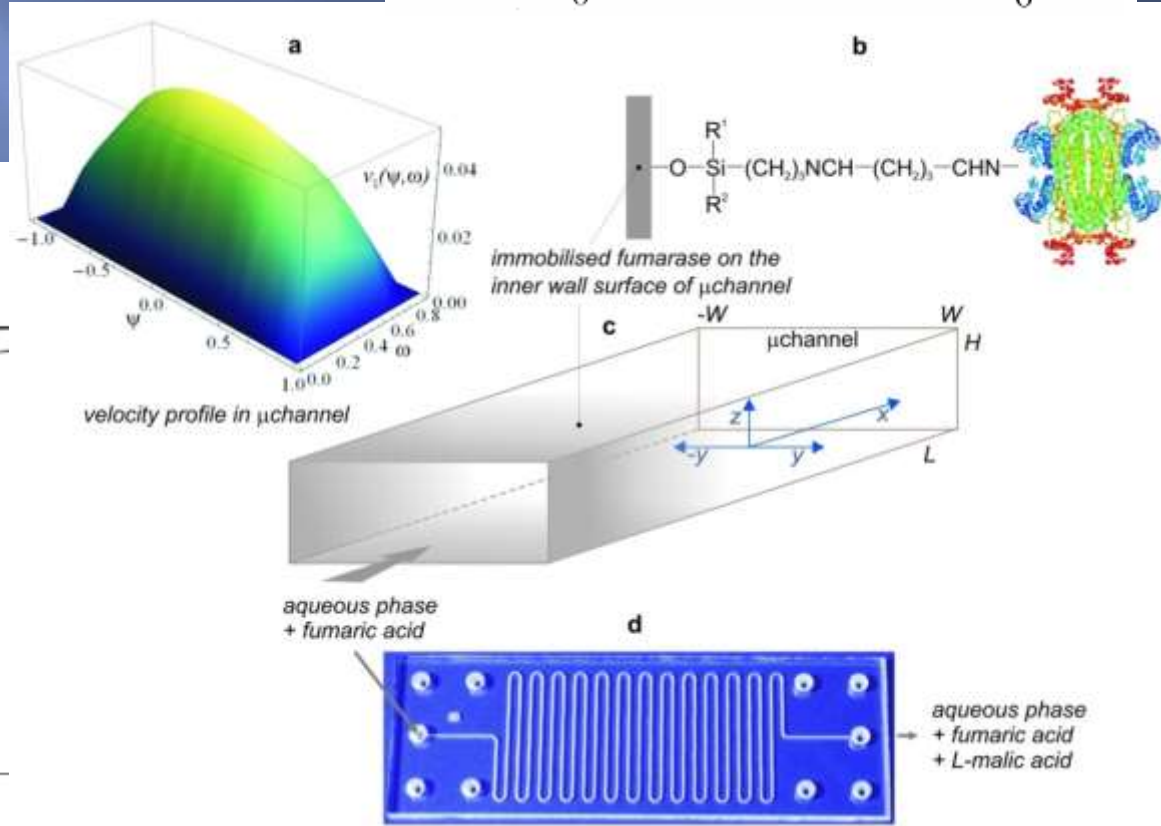 a
b
0.04
0.02
0.00
v_ξ(ψ,ω)
−1.0
−0.5
0.0
0.5
1.0
ψ
0.0
0.2
0.4
0.6
0.8
ω
velocity profile in μchannel
R¹
O—Si—(CH₂)₃NCH—(CH₂)₃—CHN
R²
immobilised fumarase on the
inner wall surface of μchannel
c
-W
W
μchannel
H
z
x
-y
y
L
aqueous phase
+ fumaric acid
d
aqueous phase
+ fumaric acid
+ L-malic acid